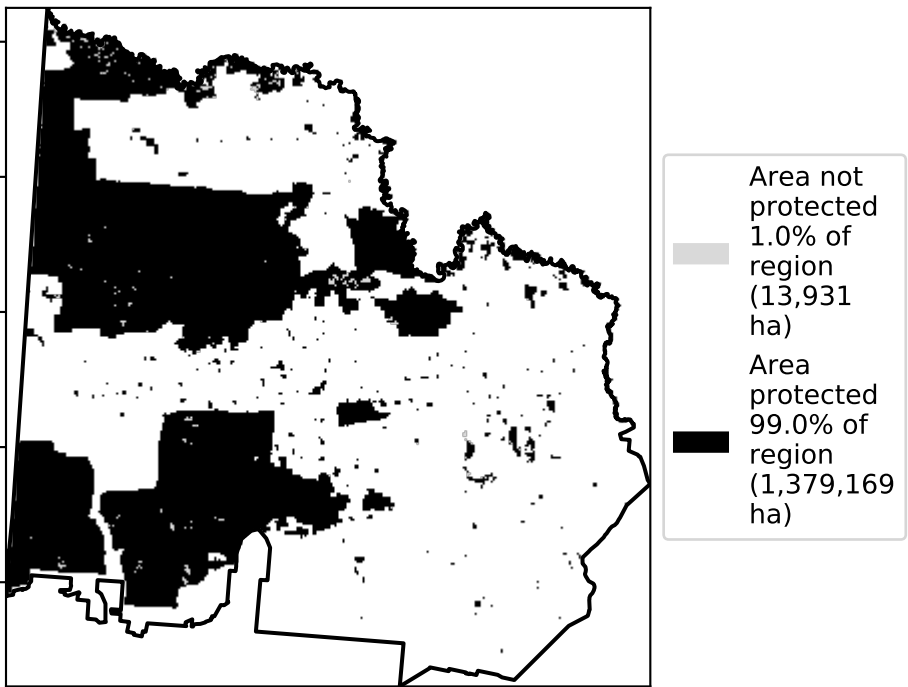 Area not
protected
1.0% of
region
(13,931
ha)
Area
protected
99.0% of
region
(1,379,169
ha)